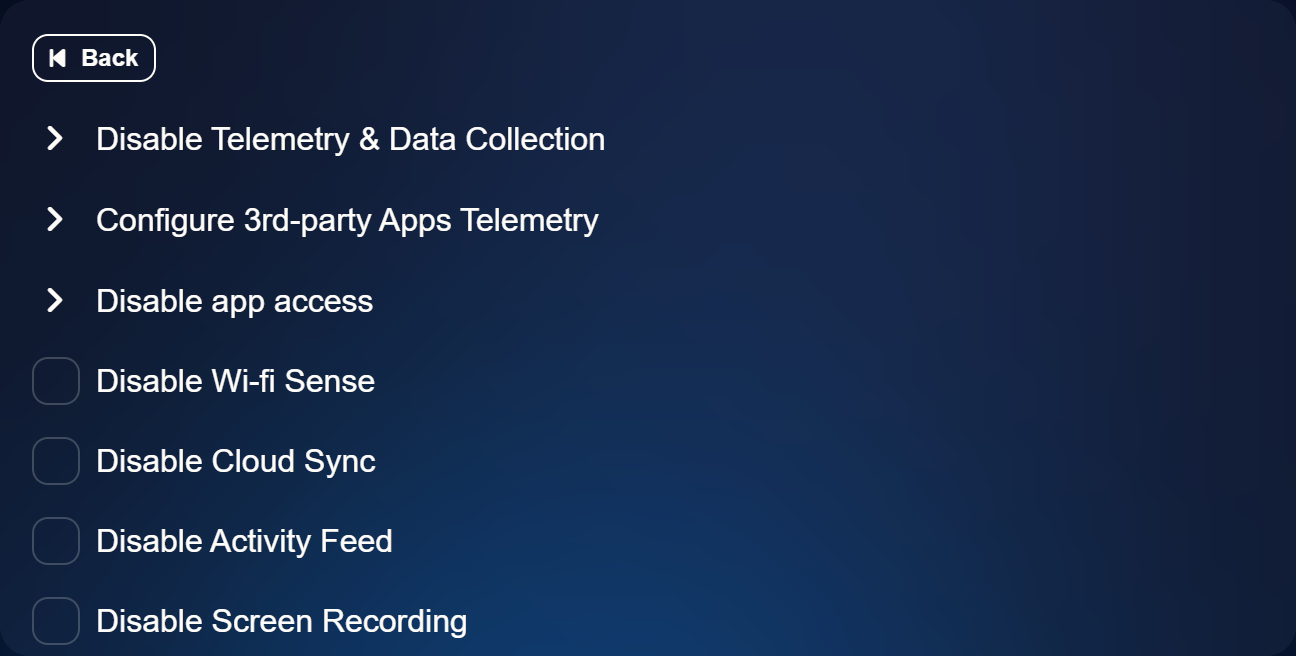 Back
Disable Telemetry & Data Collection
Configure 3rd-party Apps Telemetry
Disable app access
Disable Wi-fi Sense
Disable Cloud Sync
Disable Activity Feed
Disable Screen Recording